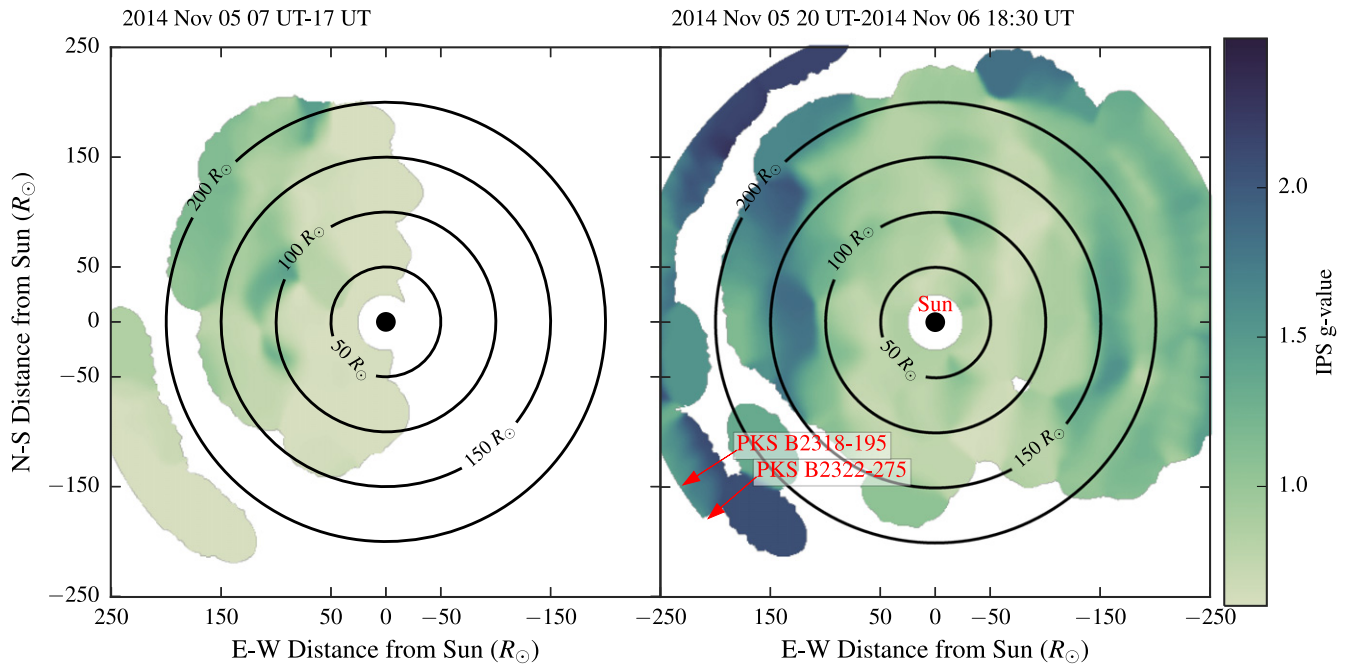 2014 Nov 05 07 UT-17 UT
2014 Nov 05 20 UT-2014 Nov 06 18:30 UT
250
150
50
0
−50
−150
−250
N-S Distance from Sun (R☉)
200 R☉
100 R☉
50 R☉
150 R☉
200 R☉
100 R☉
Sun
50 R☉
150 R☉
PKS B2318-195
PKS B2322-275
250 150 50 0 −50 −150 −250
250 150 50 0 −50 −150 −250
E-W Distance from Sun (R☉)
E-W Distance from Sun (R☉)
2.0
1.5
1.0
IPS g-value